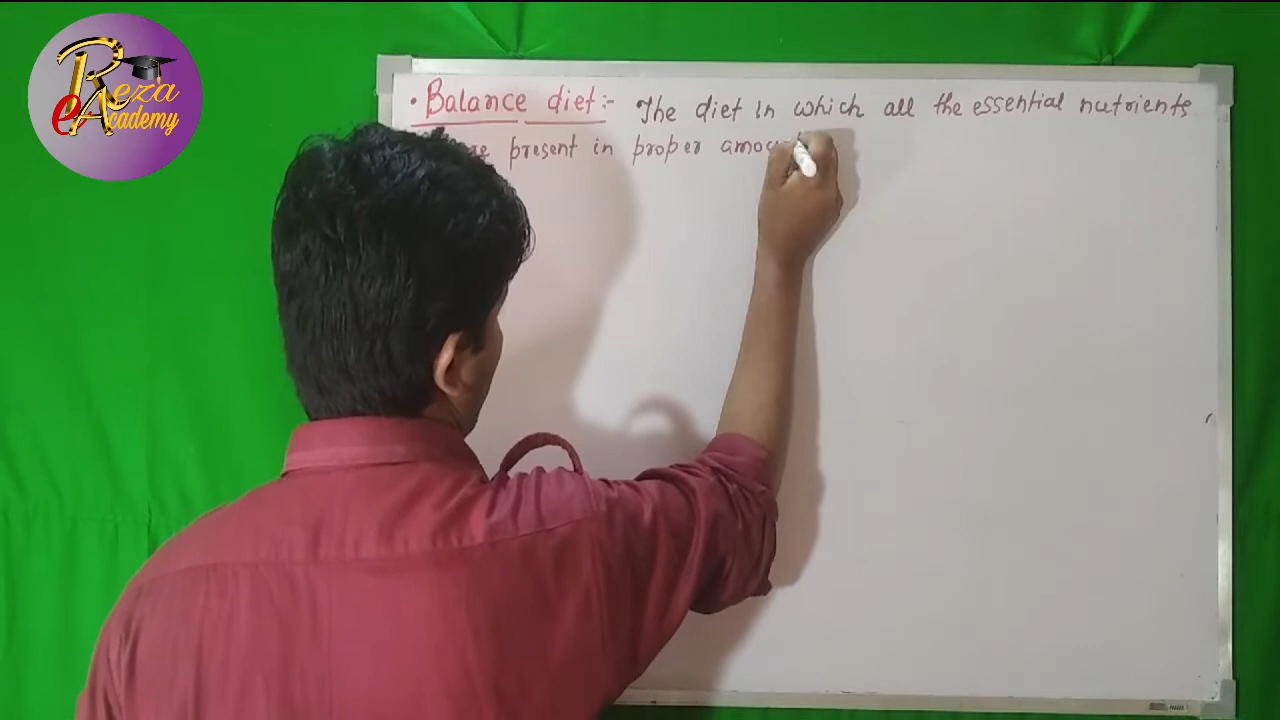 Reza
eAcademy
• Balance diet:- The diet in which all the essential nutrients
present in proper